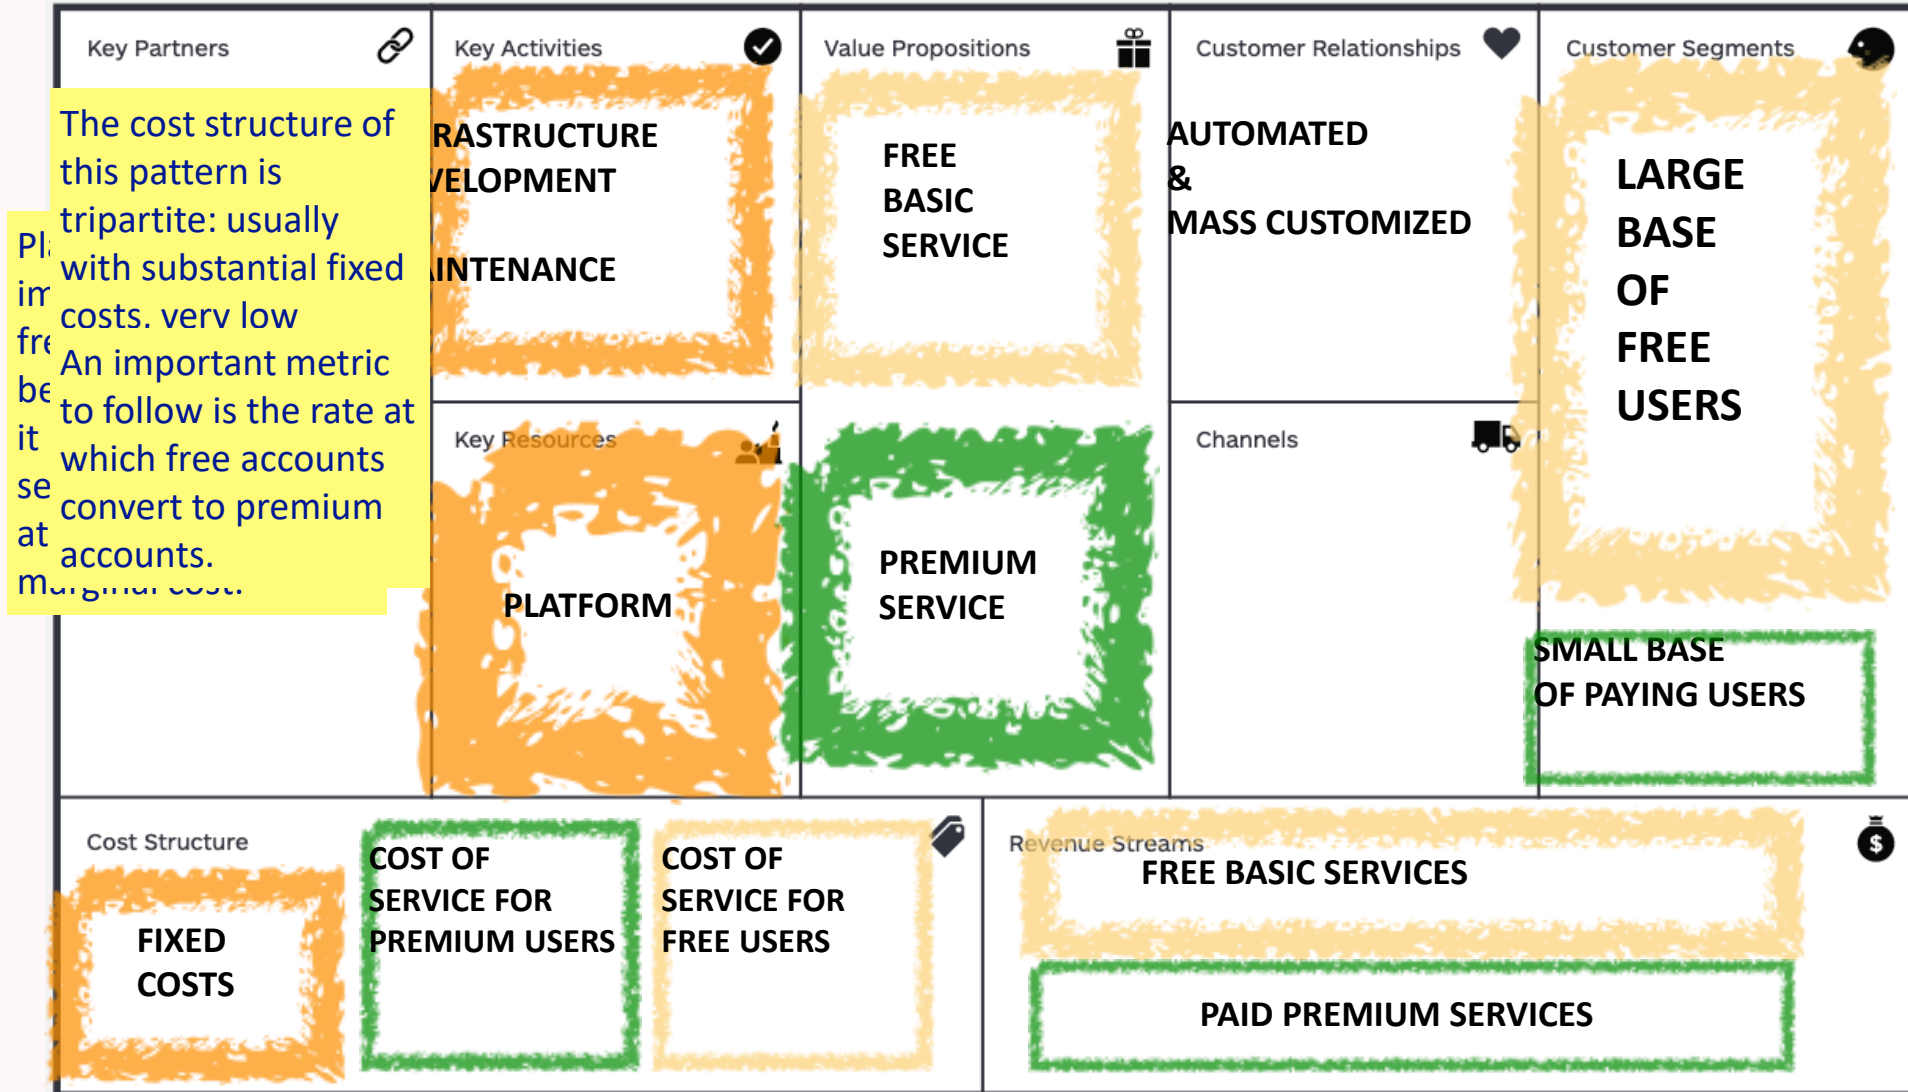 Key Partners
The cost structure of
this pattern is
tripartite: usually
with substantial fixed
costs, very low
An important metric
to follow is the rate at
which free accounts
convert to premium
accounts.
it
at
marginal cost.
Key Activities
RASTRUCTURE
VELOPMENT
INTENANCE
Key Resources
PLATFORM
Value Propositions
FREE
BASIC
SERVICE
PREMIUM
SERVICE
Customer Relationships
AUTOMATED
&
MASS CUSTOMIZED
Channels
Customer Segments
LARGE
BASE
OF
FREE
USERS
SMALL BASE
OF PAYING USERS
Cost Structure
FIXED
COSTS
COST OF
SERVICE FOR
PREMIUM USERS
COST OF
SERVICE FOR
FREE USERS
Revenue Streams
$
FREE BASIC SERVICES
PAID PREMIUM SERVICES